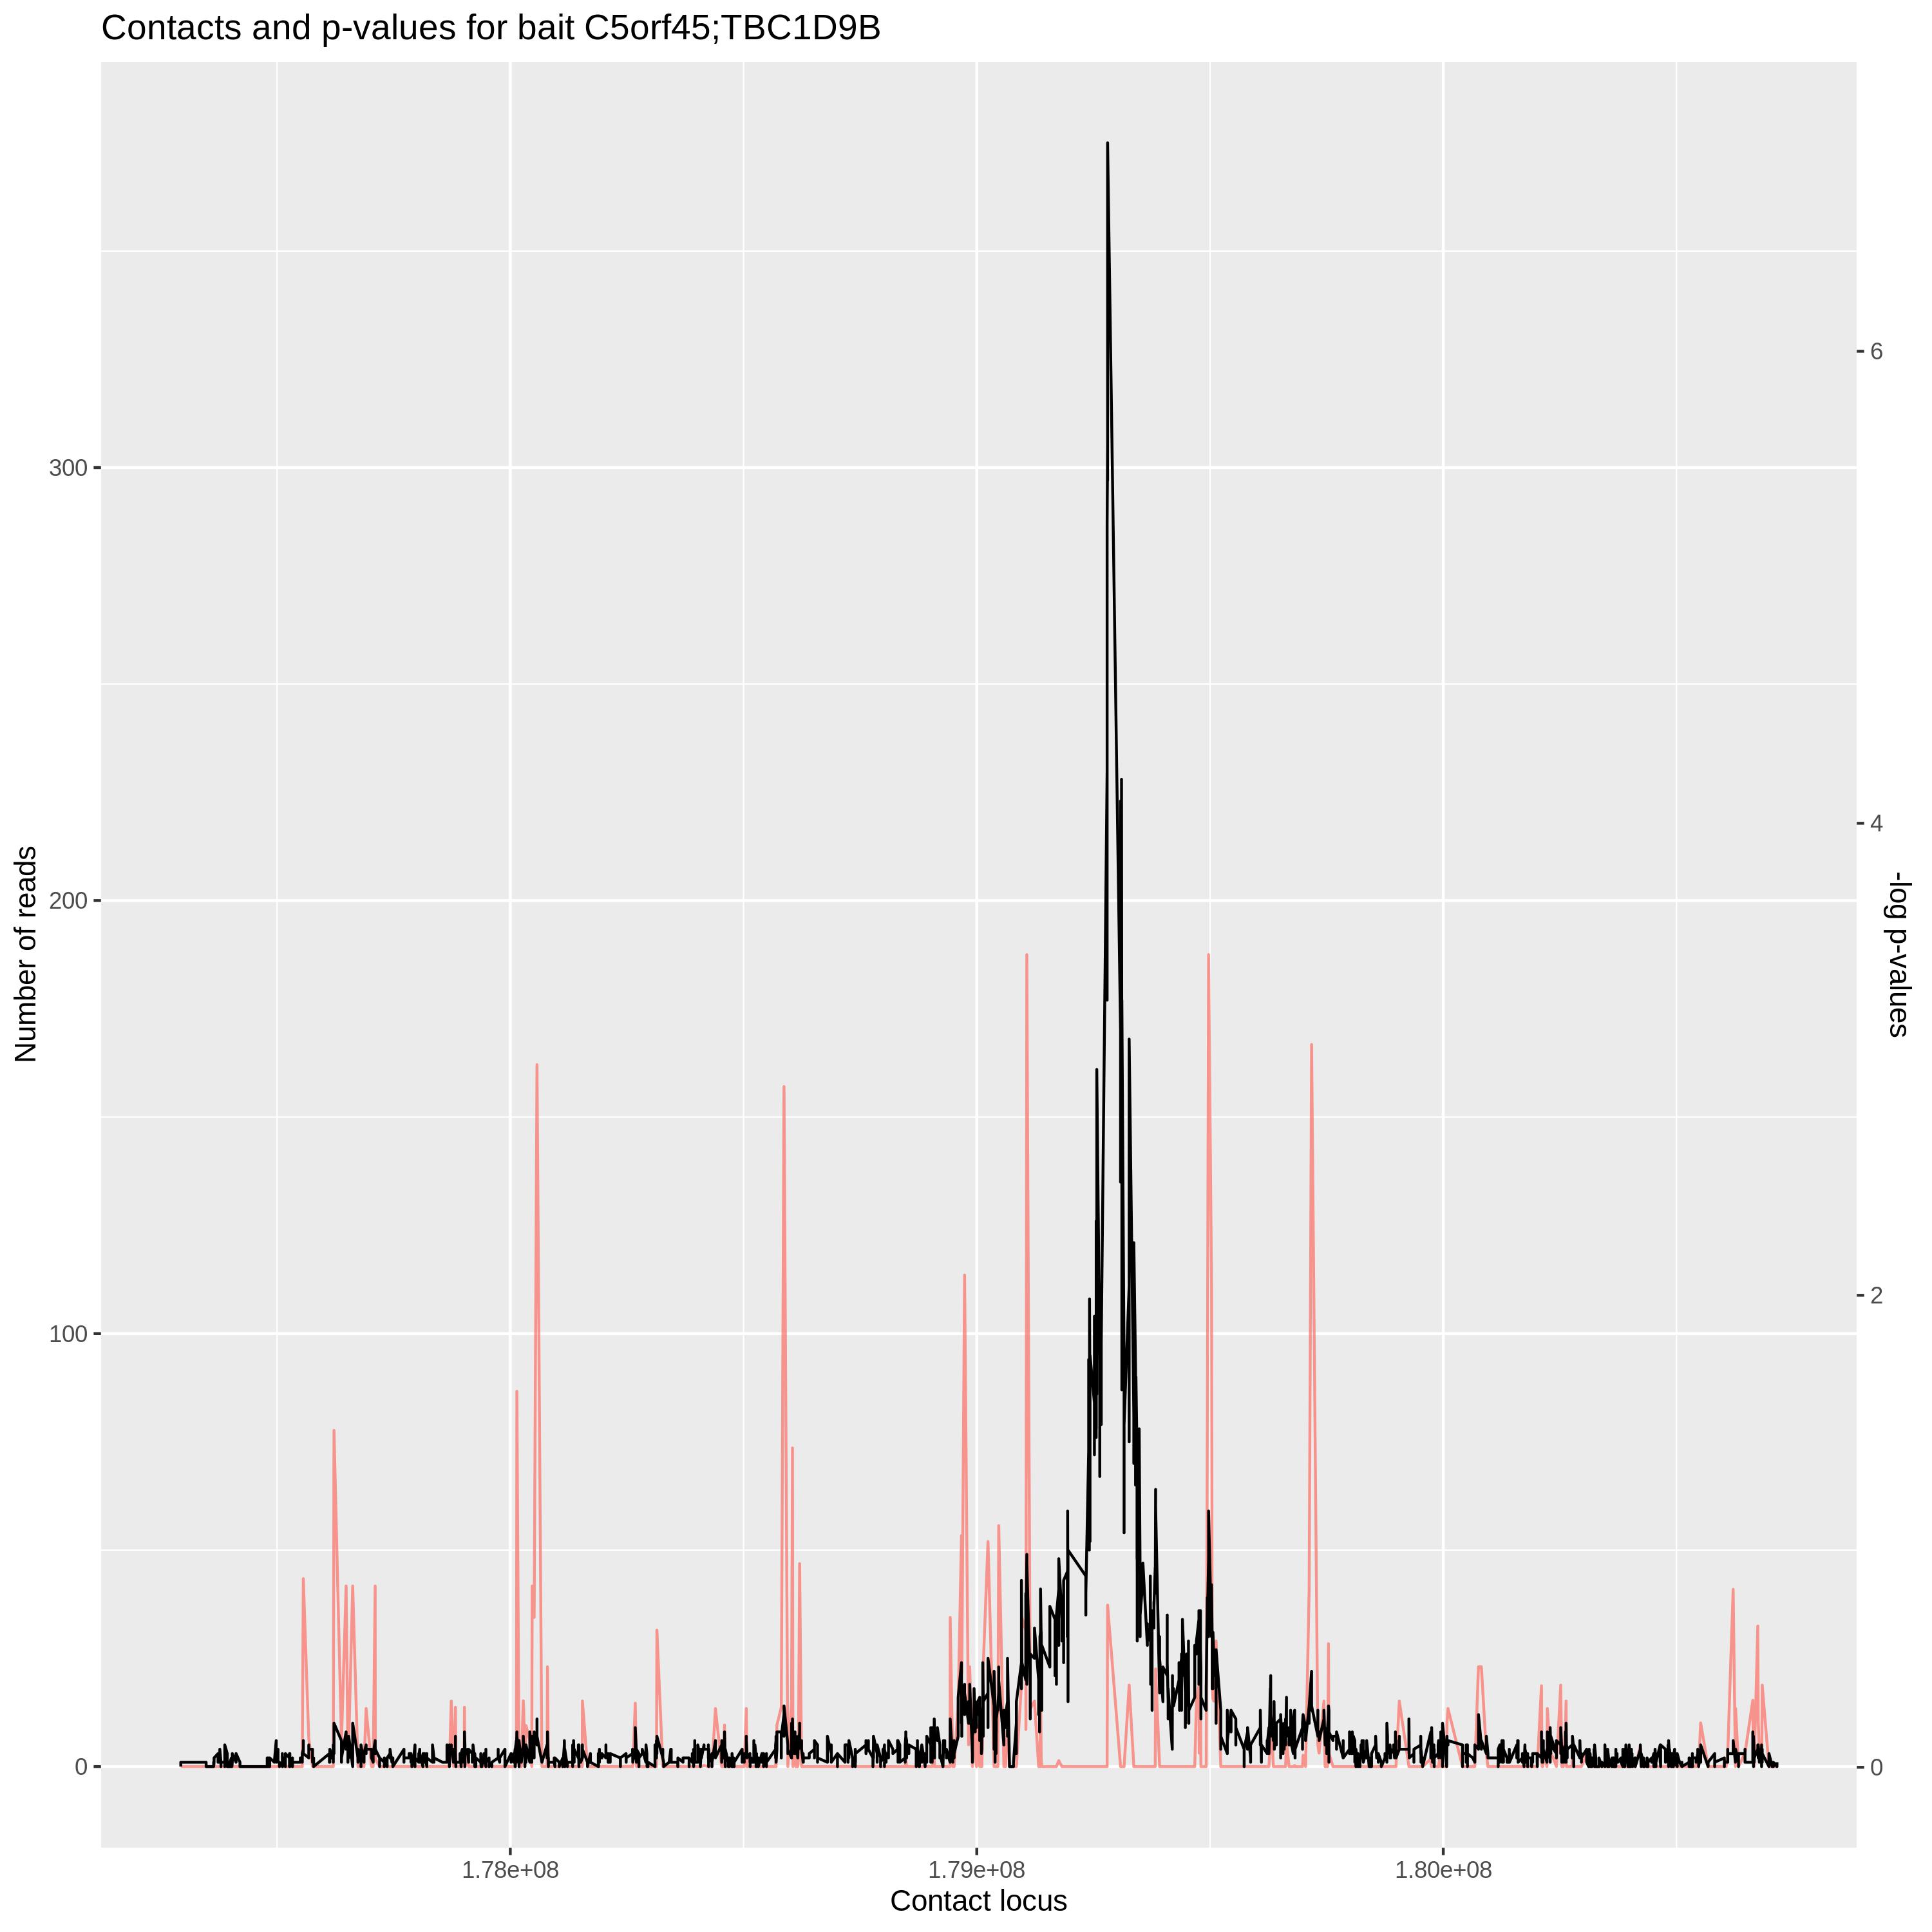 Contacts and p-values for bait C5orf45;TBC1D9B
Number of reads
300
200
100
0
6
4
2
0
-log p-values
1.78e+08
1.79e+08
1.80e+08
Contact locus